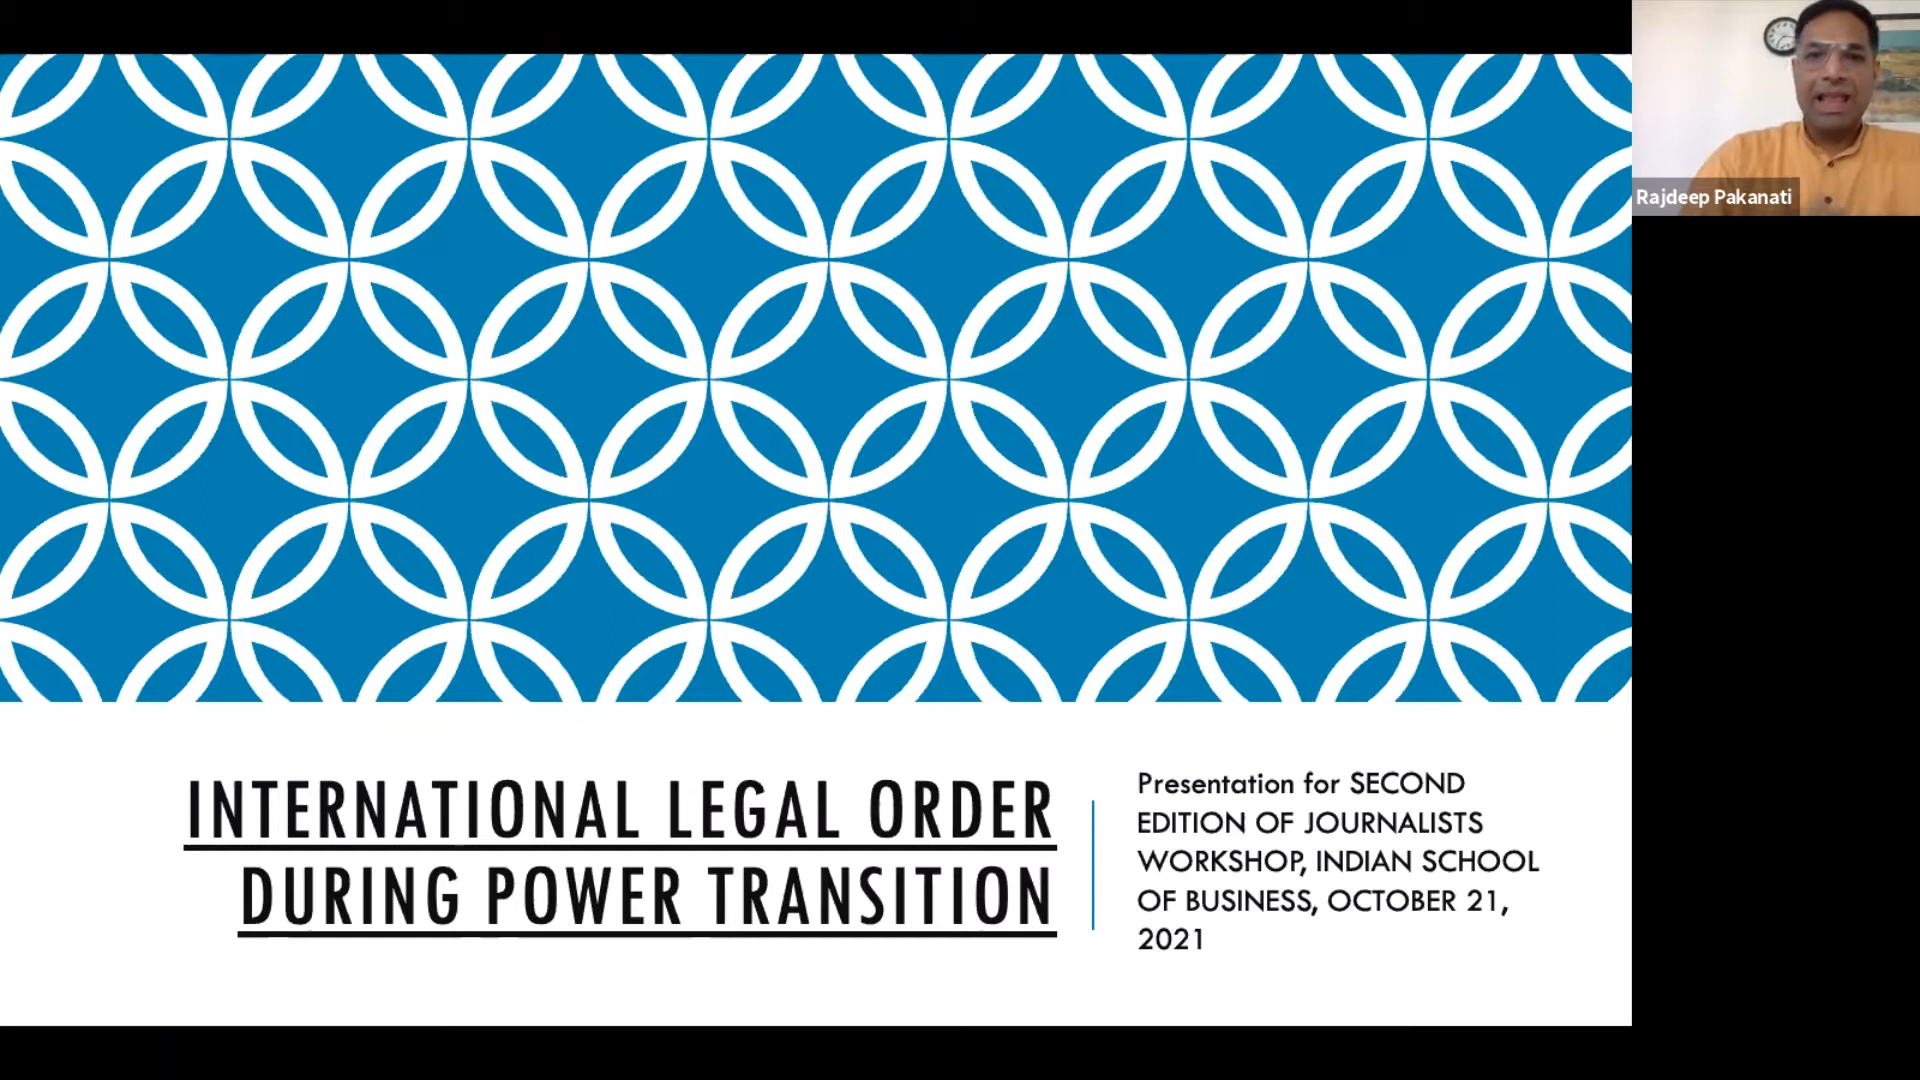 Rajdeep Pakanati
INTERNATIONAL LEGAL ORDER
DURING POWER TRANSITION
Presentation for SECOND
EDITION OF JOURNALISTS
WORKSHOP, INDIAN SCHOOL
OF BUSINESS, OCTOBER 21,
2021